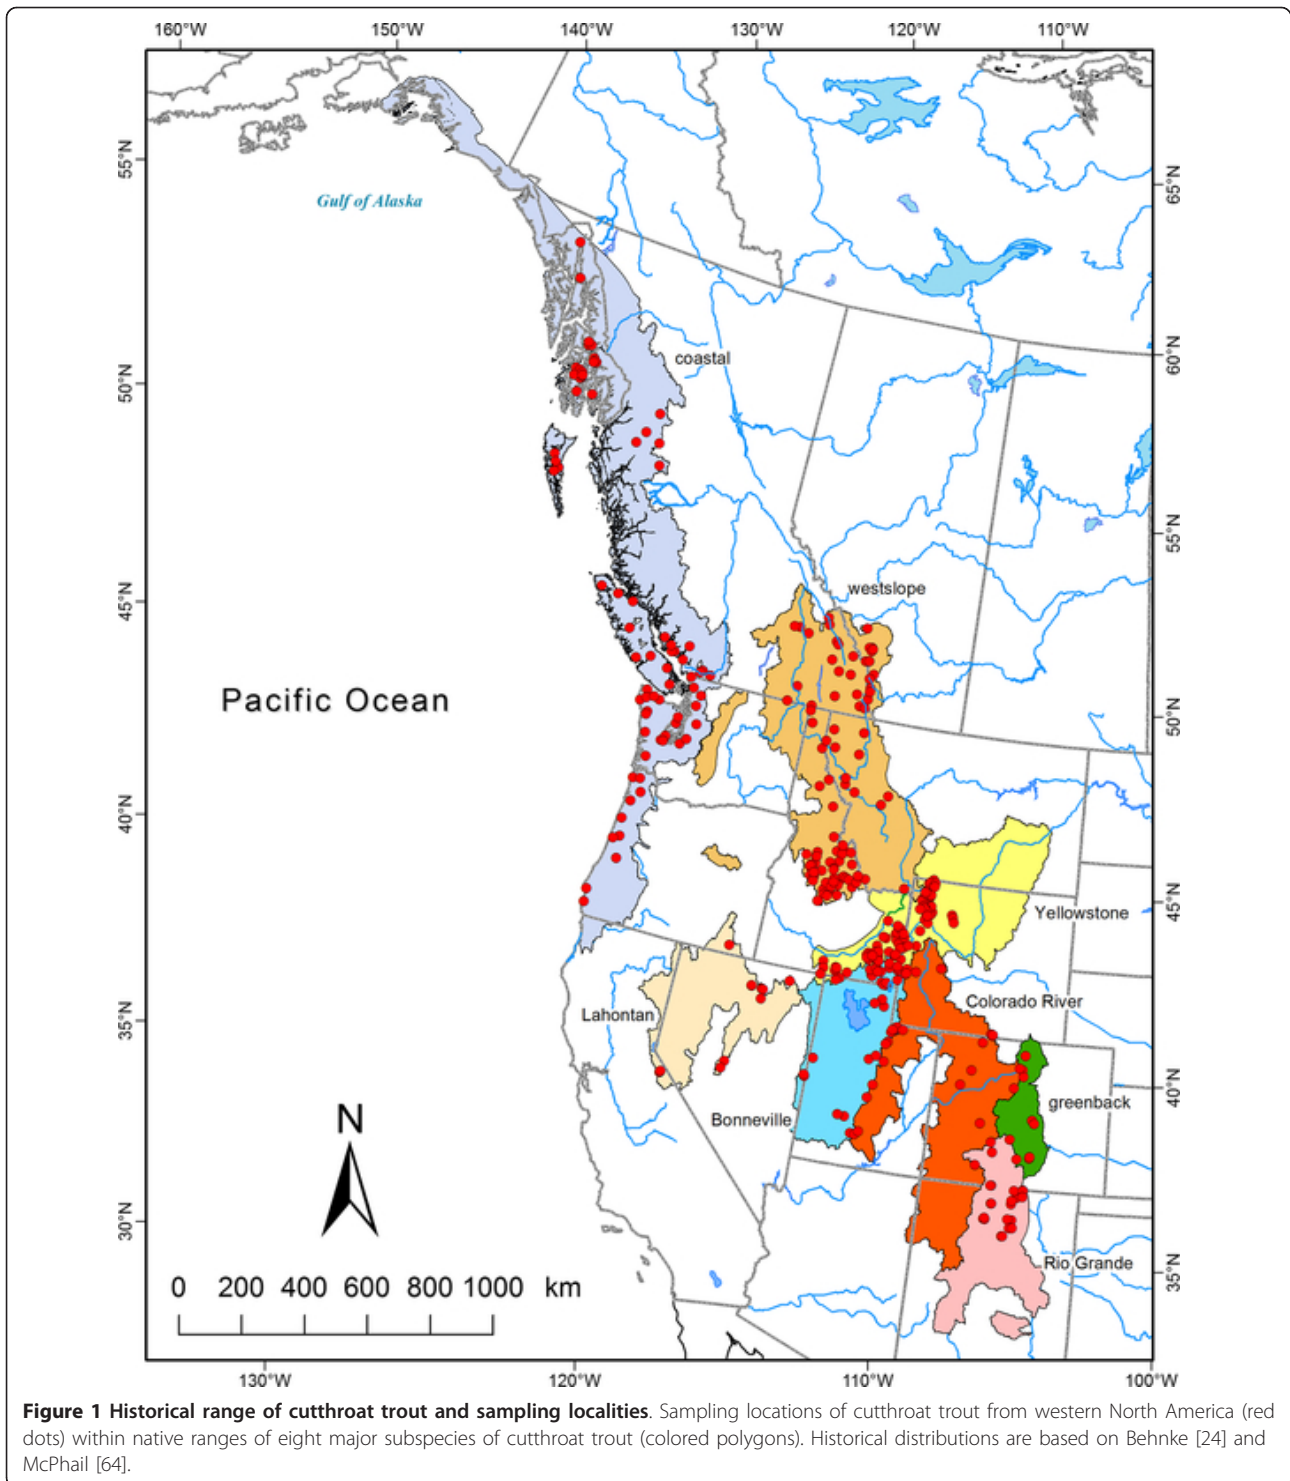 160°W 150°W 140°W 130°W 120°W 110°W
55°N
65°N
Gulf of Alaska
coastal
60°N
50°N
55°N
westslope
45°N
Pacific Ocean
50°N
40°N
45°N
Yellowstone
Colorado River
35°N
Lahontan
40°N
greenback
Bonneville
N
30°N
Rio Grande
35°N
0 200 400 600 800 1000 km
130°W 120°W 110°W 100°W
Figure 1 Historical range of cutthroat trout and sampling localities. Sampling locations of cutthroat trout from western North America (red
dots) within native ranges of eight major subspecies of cutthroat trout (colored polygons). Historical distributions are based on Behnke [24] and
McPhail [64].